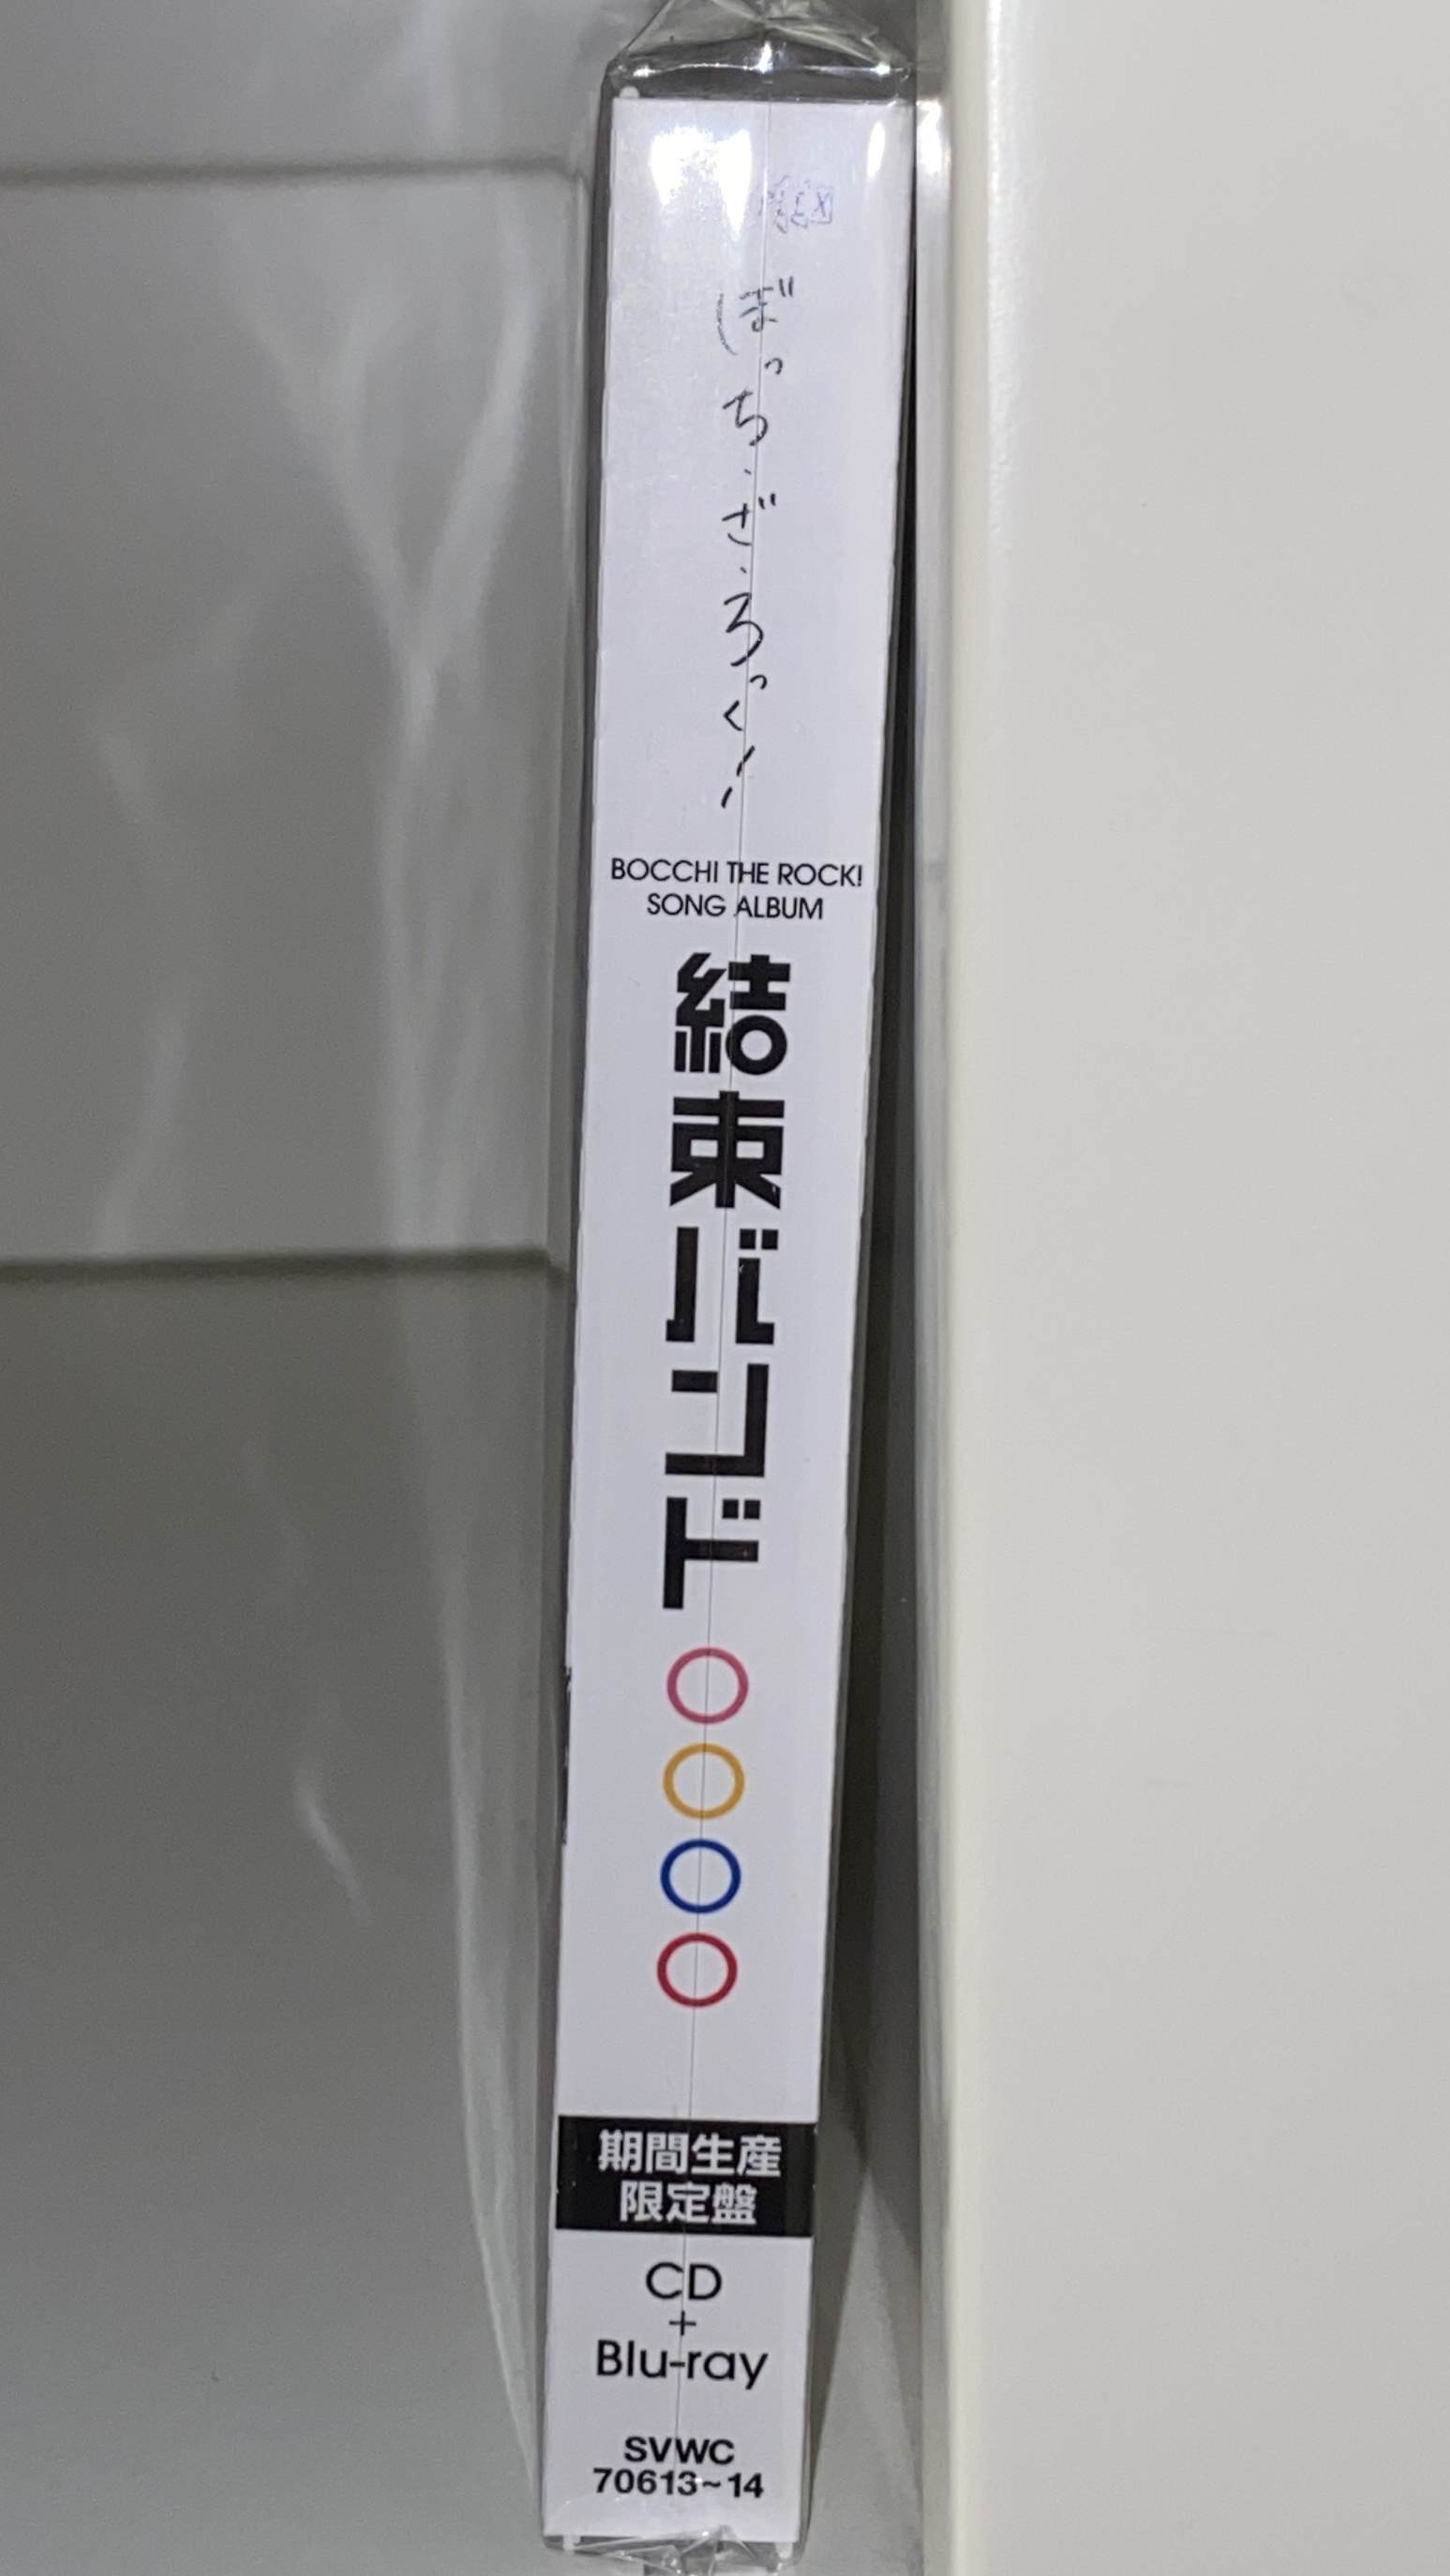 ぼっち・ざ・ろっく!
BOCCHI THE ROCK!
SONG ALBUM
結束バンド
期間生産
限定盤
CD
+
Blu-ray
SVWC
70613~14